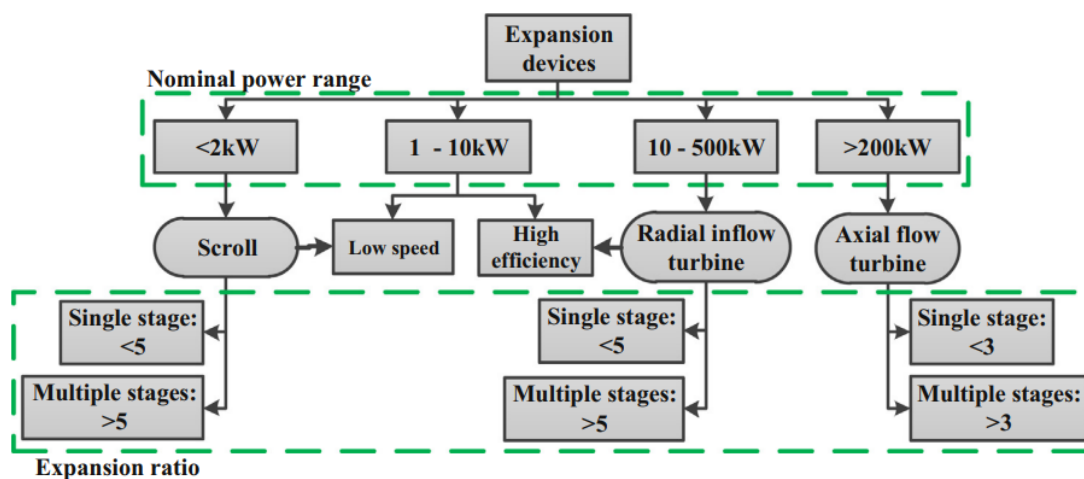 Expansion
devices
Nominal power range
<2kW
1 - 10kW
10 - 500kW
>200kW
Scroll
Low speed
High
efficiency
Radial inflow
turbine
Axial flow
turbine
Single stage:
<5
Single stage:
<5
Single stage:
<3
Multiple stages:
>5
Multiple stages:
>5
Multiple stages:
>3
Expansion ratio